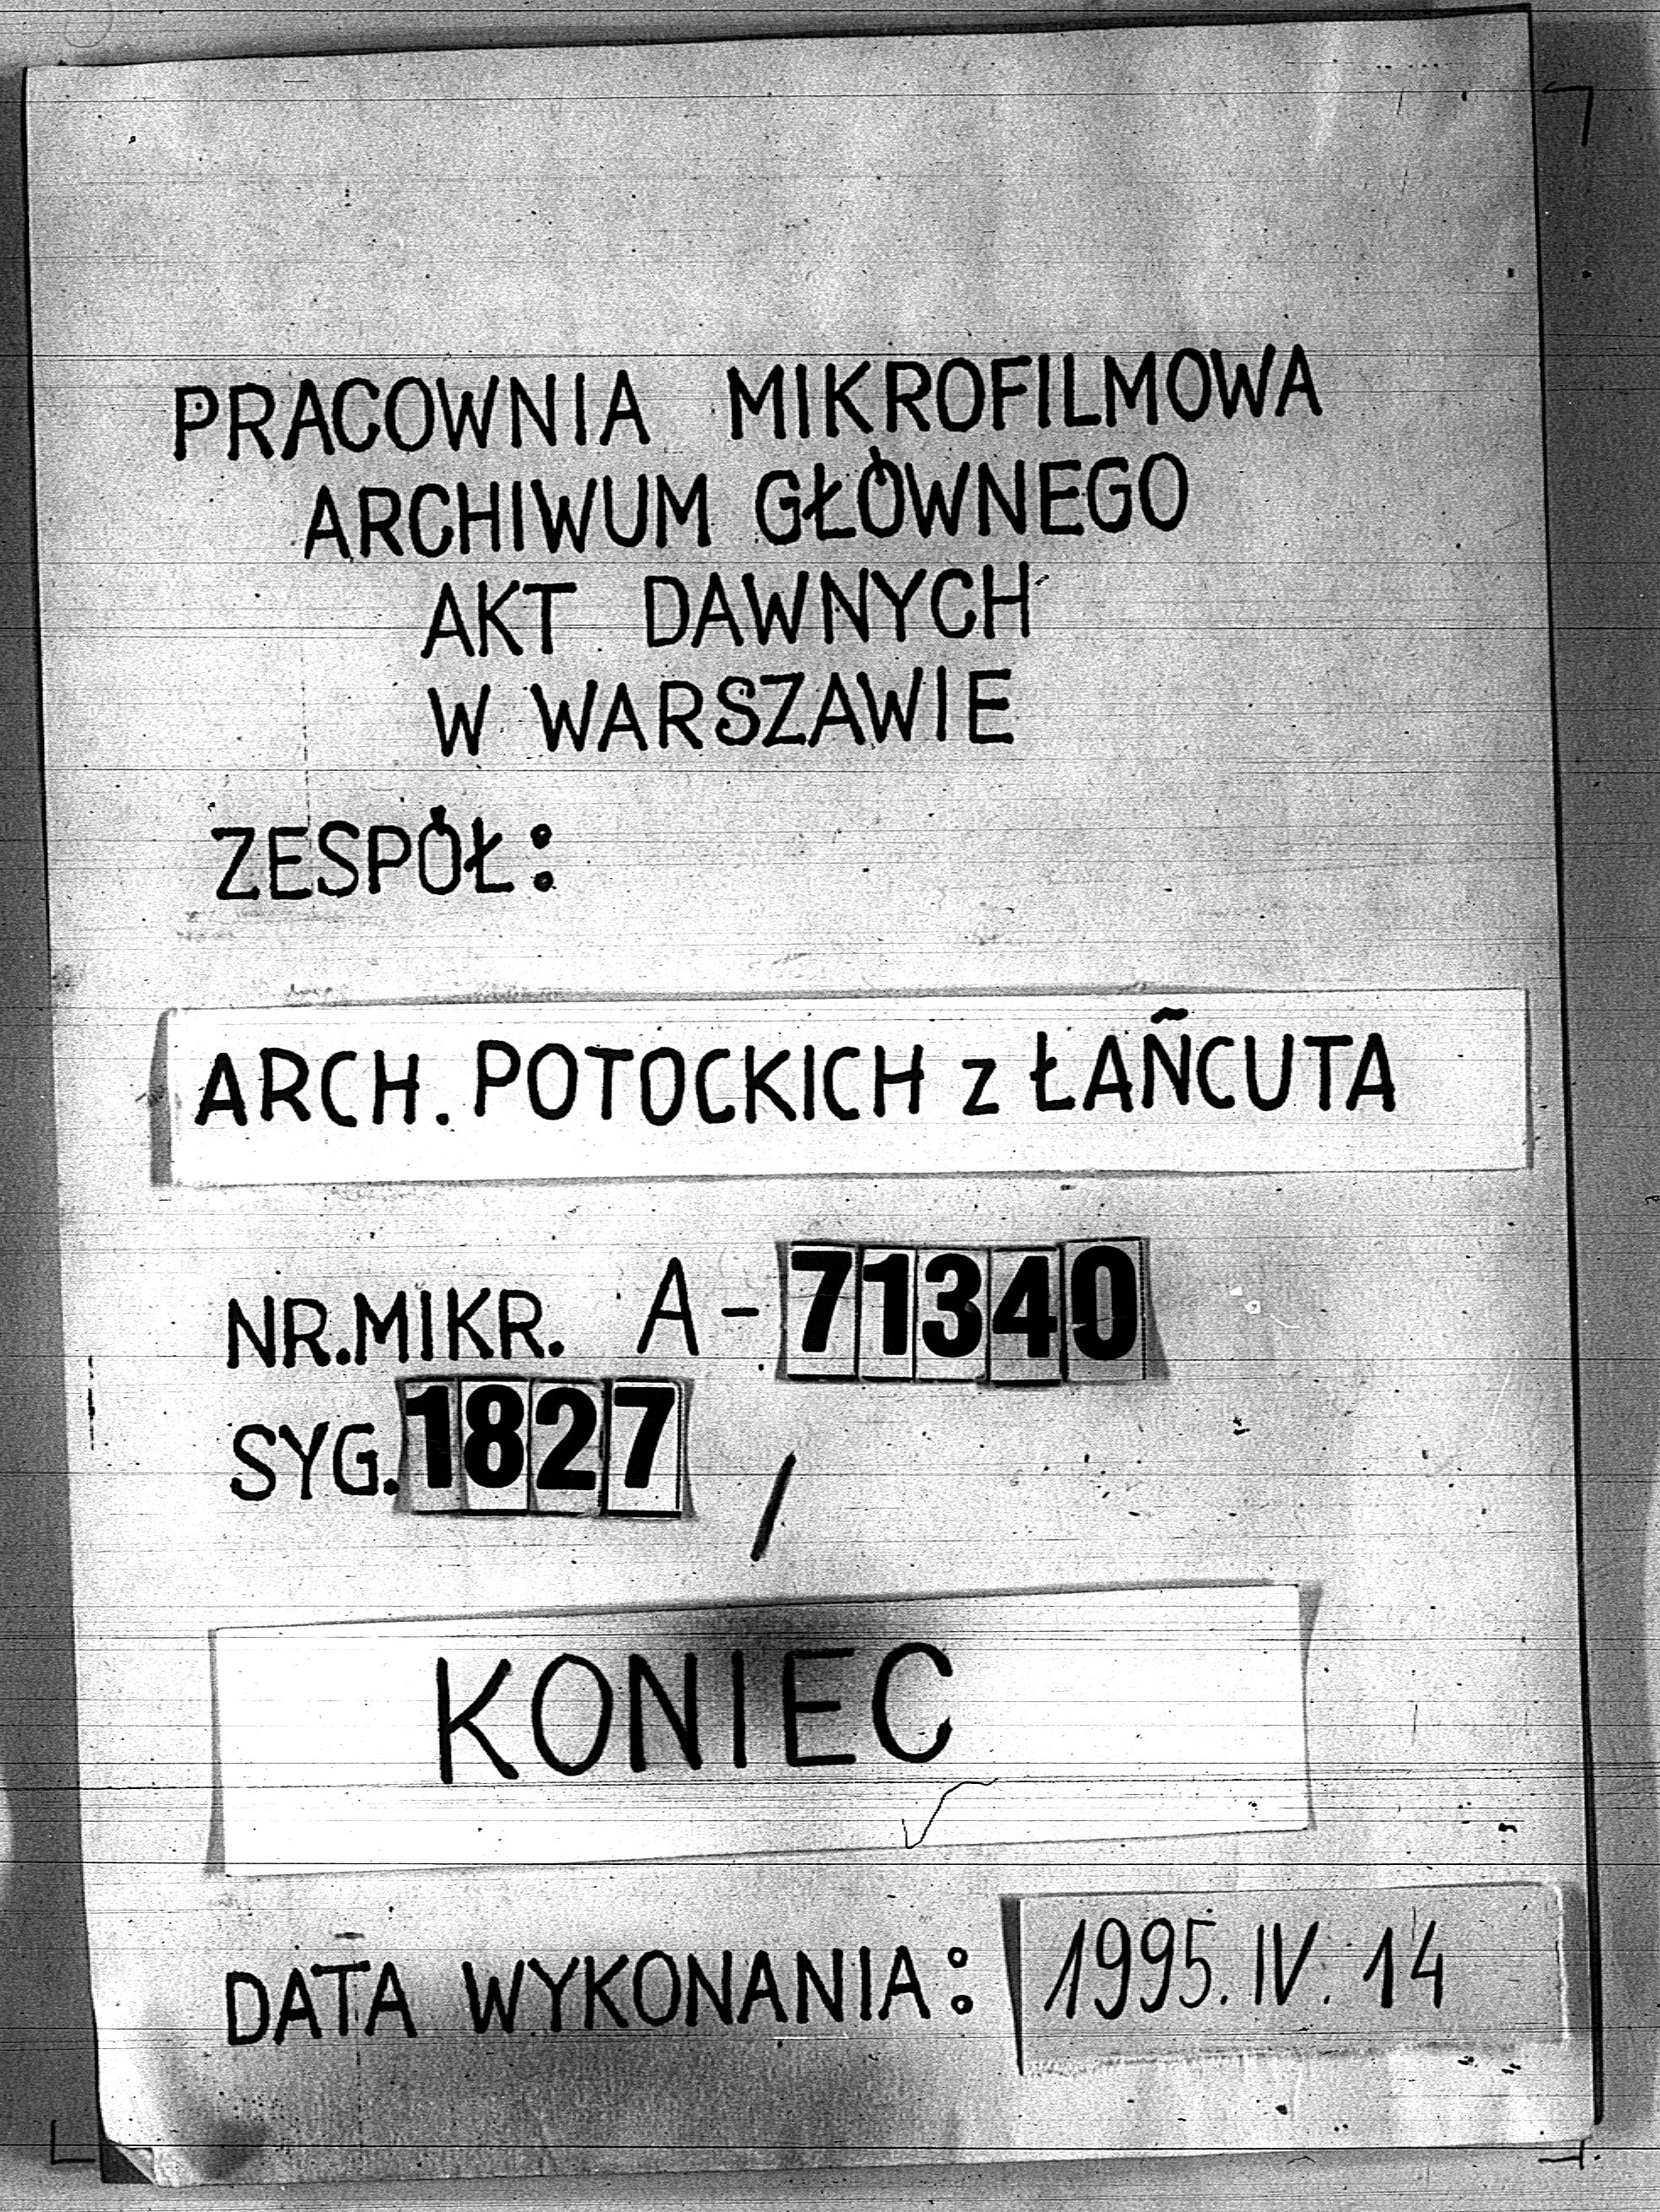 PRACOWNIA MIKROFILMOWA
ARCHIWUM GŁÓWNEGO
AKT DAWNYCH
W WARSZAWIE
ZESPÓŁ:
ARCH. POTOCKICH z ŁAŃCUTA
NR.MIKR. A-71340
SYG. 1827 /
KONIEC
DATA WYKONANIA: 1995.IV.14